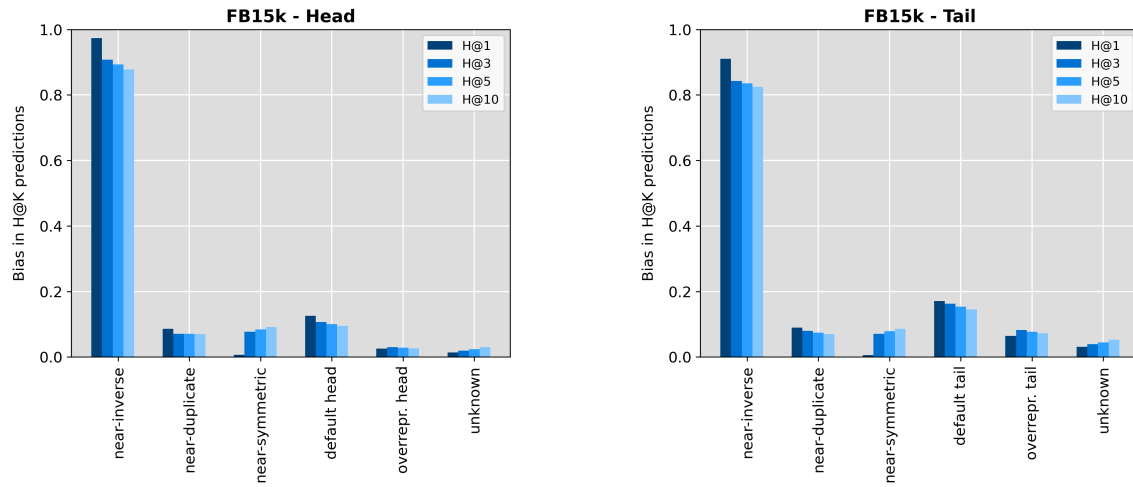 FB15k - Head
Bias in H@K predictions
1.0
0.8
0.6
0.4
0.2
0.0
H@1
H@3
H@5
H@10
near-inverse
near-duplicate
near-symmetric
default head
overrepr. head
unknown
FB15k - Tail
Bias in H@K predictions
1.0
0.8
0.6
0.4
0.2
0.0
H@1
H@3
H@5
H@10
near-inverse
near-duplicate
near-symmetric
default tail
overrepr. tail
unknown